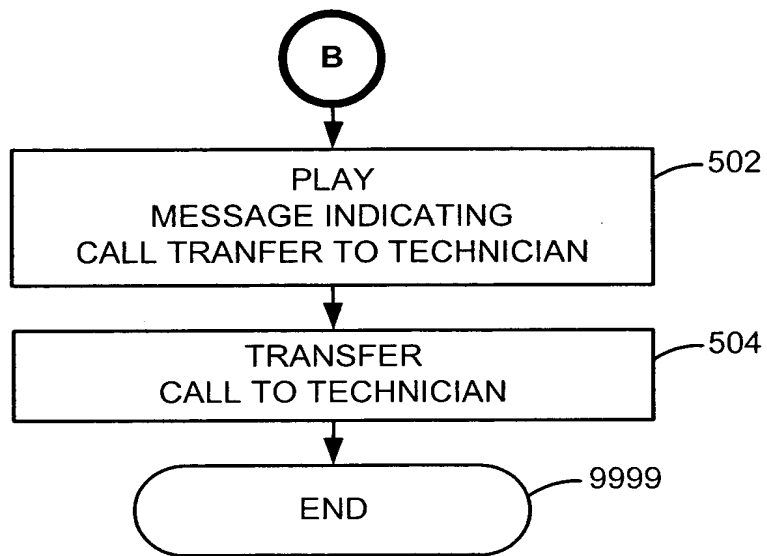 B
PLAY
MESSAGE INDICATING
CALL TRANFER TO TECHNICIAN
502
TRANSFER
CALL TO TECHNICIAN
504
END
9999